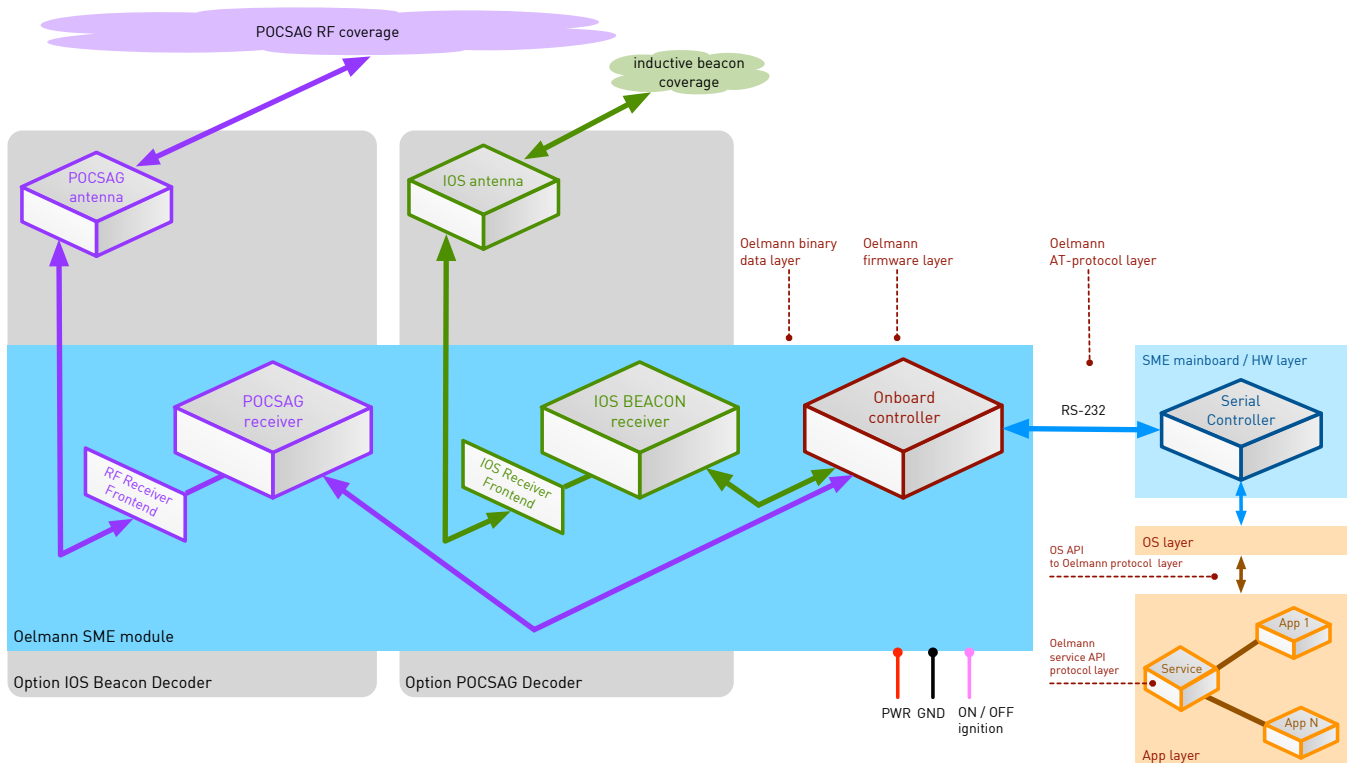 POCSAG RF coverage
inductive beacon
coverage
POCSAG
antenna
IOS antenna
Oelmann binary
data layer
Oelmann
firmware layer
Oelmann
AT-protocol layer
POCSAG
receiver
IOS BEACON
receiver
Onboard
controller
RS-232
SME mainboard / HW layer
Serial
Controller
RF Receiver
Frontend
IOS Receiver
Frontend
OS layer
OS API
to Oelmann protocol layer
Oelmann SME module
Option IOS Beacon Decoder
Option POCSAG Decoder
PWR
GND
ON / OFF
ignition
Oelmann
service API
protocol layer
Service
App 1
App N
App layer